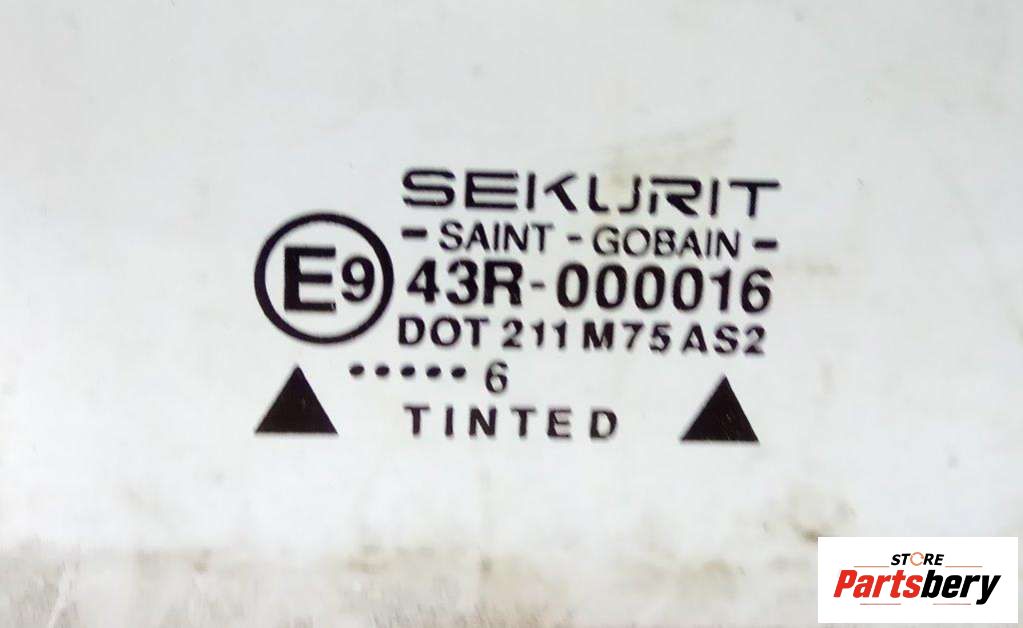 SEKURIT
- SAINT - GOBAIN -
E9 43R-000016
DOT 211 M75 AS2
..... 6
TINTED
STORE
Partsbery